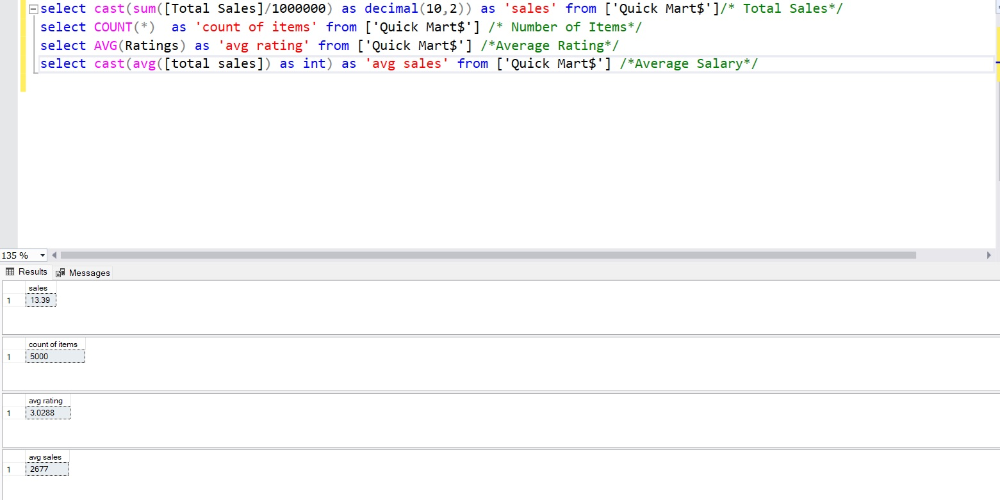 select cast(sum([Total Sales]/1000000) as decimal(10,2)) as 'sales' from ['Quick Mart$']/* Total Sales*/
select COUNT(*)  as 'count of items' from ['Quick Mart$'] /* Number of Items*/
select AVG(Ratings) as 'avg rating' from ['Quick Mart$'] /*Average Rating*/
select cast(avg([total sales]) as int) as 'avg sales' from ['Quick Mart$'] /*Average Salary*/
135 %
Results Messages
sales
1 13.39
count of items
1 5000
avg rating
1 3.0288
avg sales
1 2677